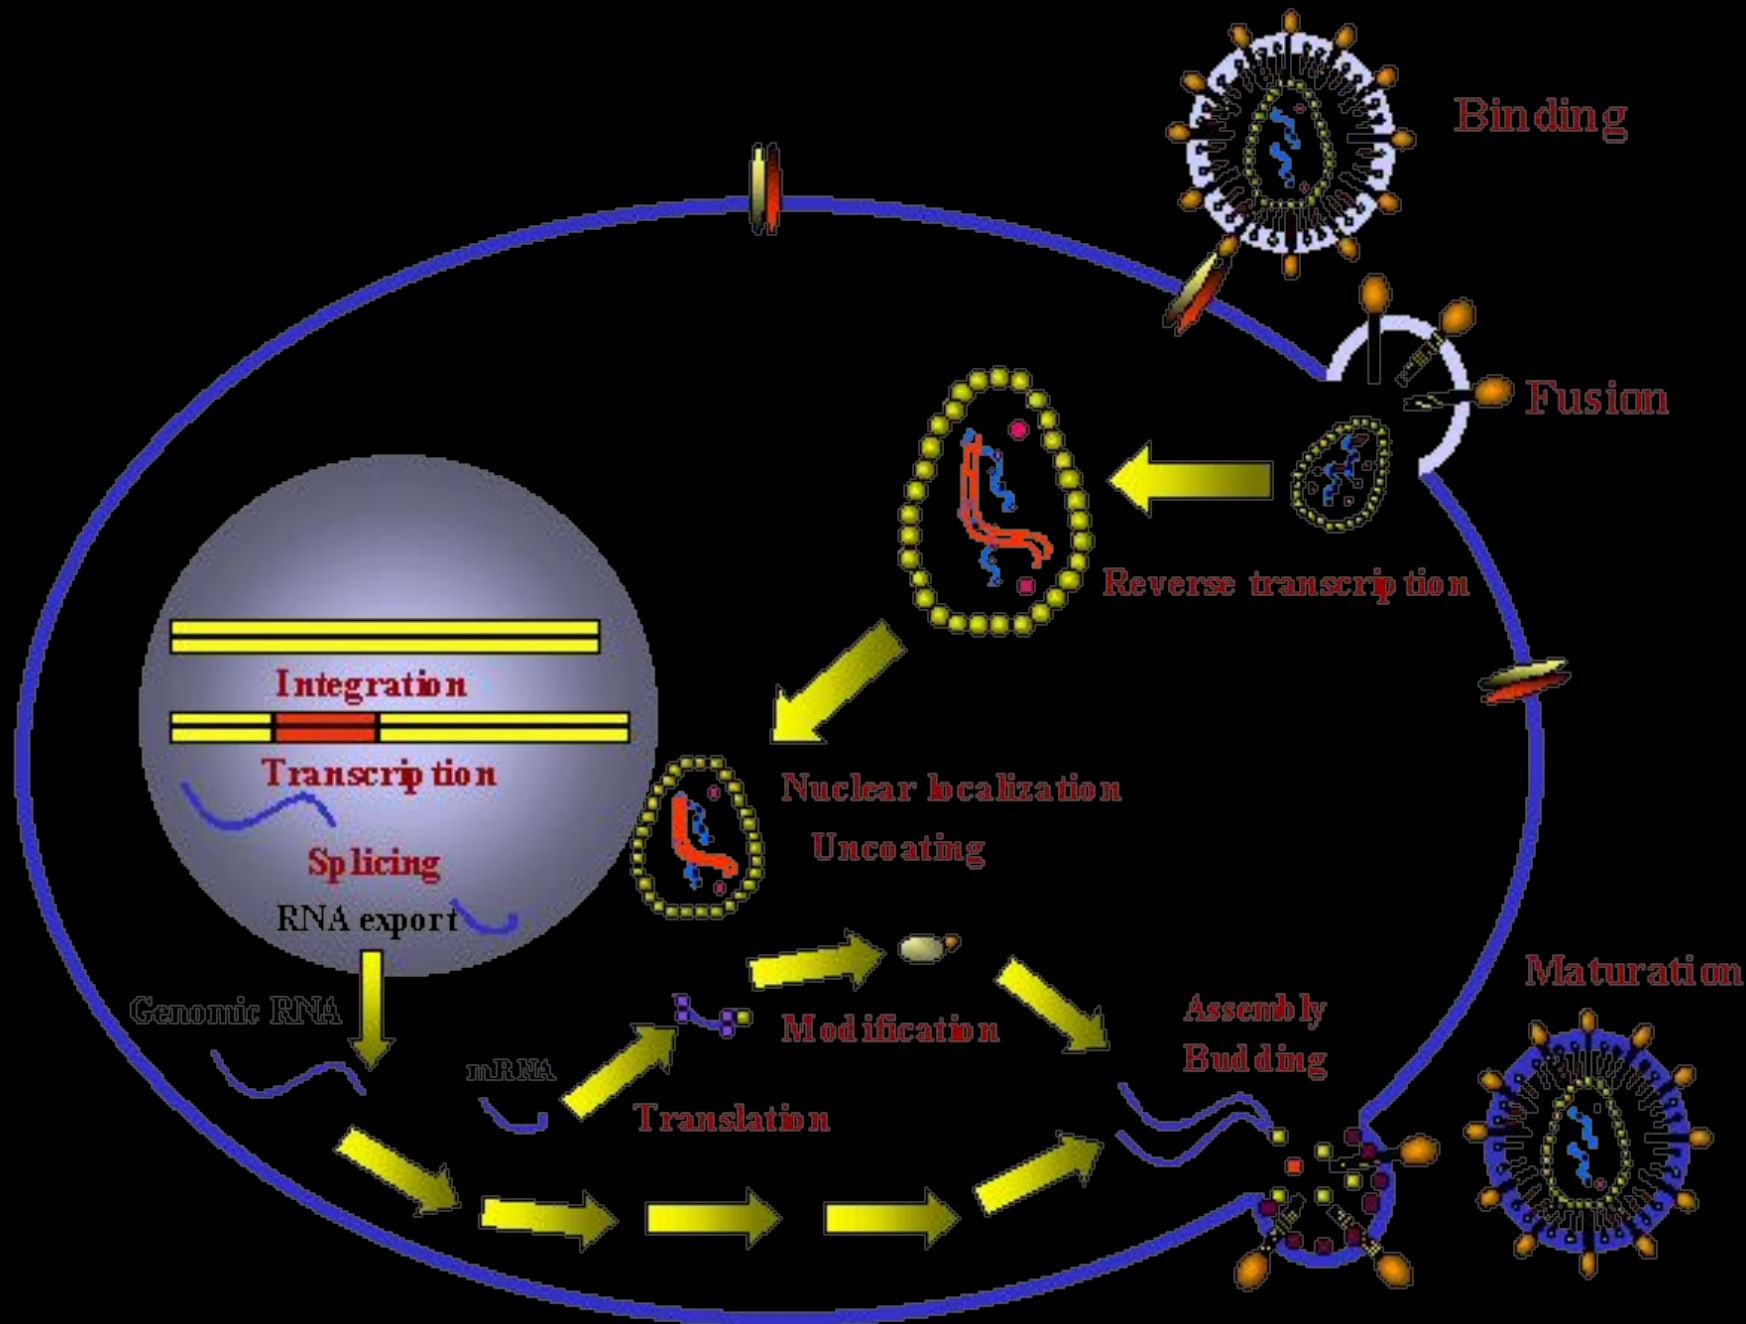 Binding
Fusion
Reverse transcription
Integration
Transcription
Nuclear localization
Uncoating
Splicing
RNA export
Genomic RNA
mRNA
Modification
Translation
Assembly
Budding
Maturation